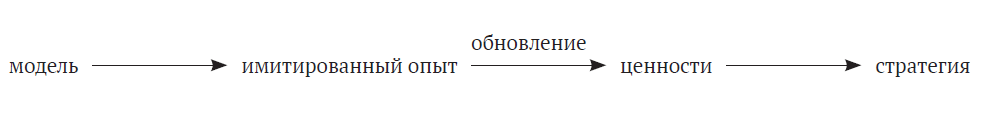 обновление
модель имитированный опыт ценности стратегия